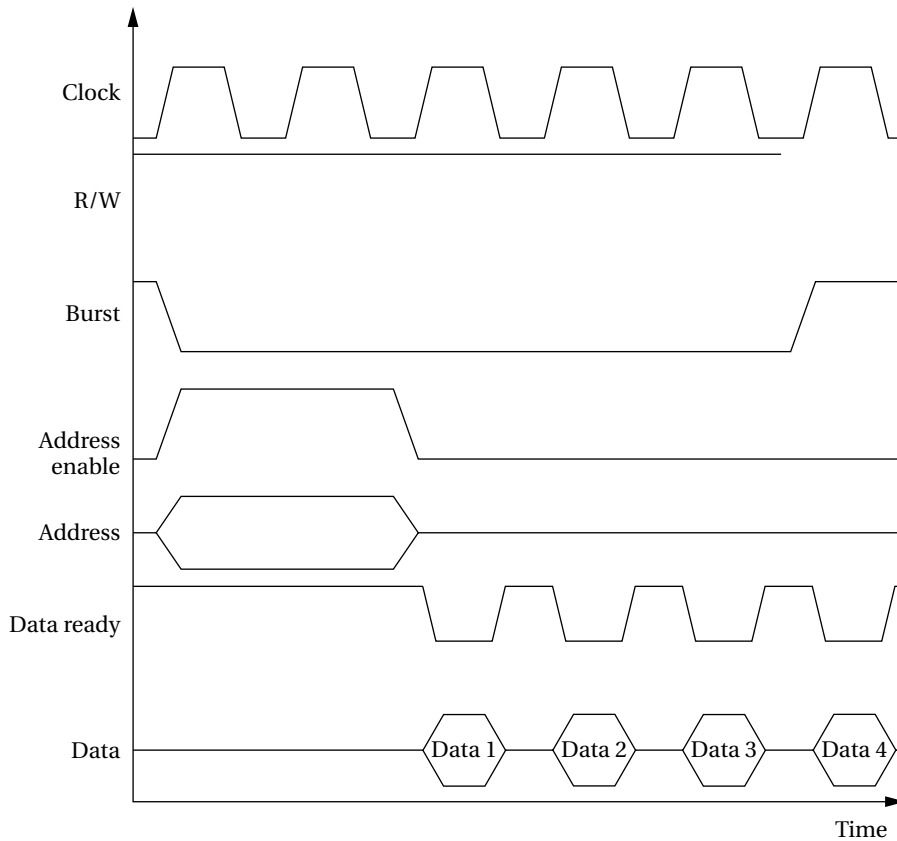 Clock
R/W
Burst
Address
enable
Address
Data ready
Data
Data 1
Data 2
Data 3
Data 4
Time